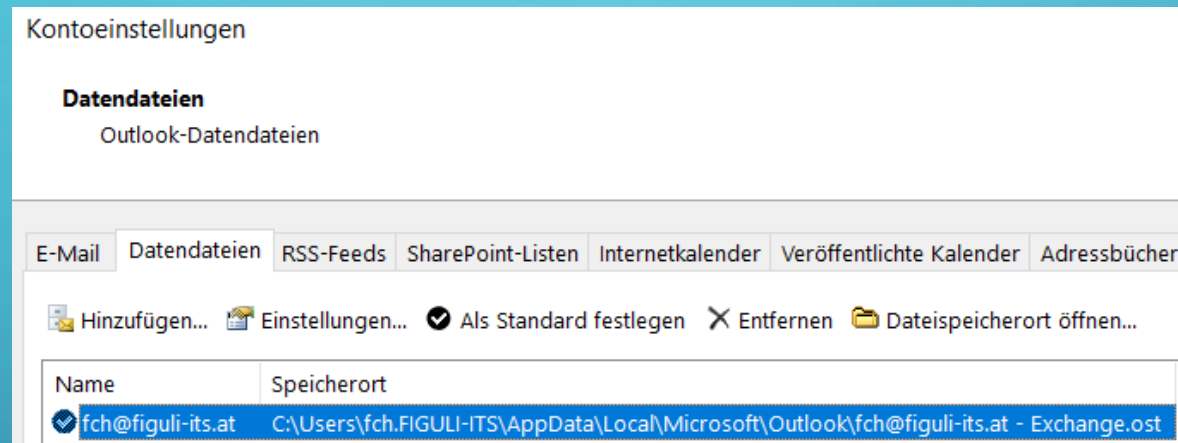 Kontoeinstellungen
Datendateien
Outlook-Datendateien
E-Mail Datendateien RSS-Feeds SharePoint-Listen Internetkalender Veröffentlichte Kalender Adressbücher
Hinzufügen... Einstellungen... Als Standard festlegen Entfernen Dateispeicherort öffnen...
Name Speicherort
fch@figuli-its.at C:\Users\fch.FIGULI-ITS\AppData\Local\Microsoft\Outlook\fch@figuli-its.at - Exchange.ost